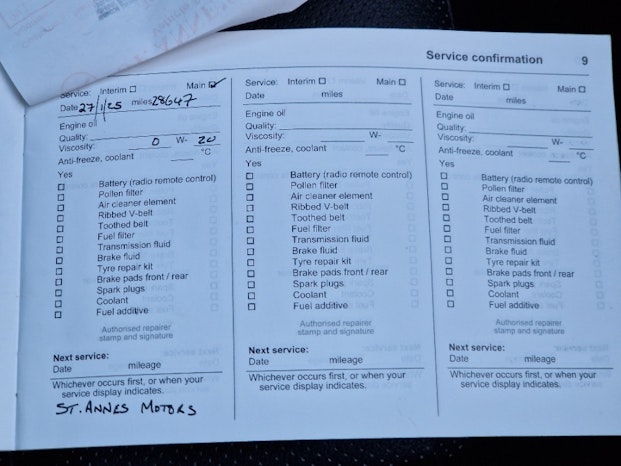 Service confirmation 9
Service: Interim ☐ Main ☑
Date 27/1/25 miles 28647
Engine oil
Quality:
Viscosity: 0 W- 20
Anti-freeze, coolant °C
Yes
☐ Battery (radio remote control)
☐ Pollen filter
☐ Air cleaner element
☐ Ribbed V-belt
☐ Toothed belt
☐ Fuel filter
☐ Transmission fluid
☐ Brake fluid
☐ Tyre repair kit
☐ Brake pads front / rear
☐ Spark plugs
☐ Coolant
☐ Fuel additive
Authorised repairer
stamp and signature
Next service:
Date mileage
Whichever occurs first, or when your
service display indicates.
ST. ANNES MOTORS
Service: Interim ☐ Main ☐
Date miles
Engine oil
Quality:
Viscosity: W-
Anti-freeze, coolant °C
Yes
☐ Battery (radio remote control)
☐ Pollen filter
☐ Air cleaner element
☐ Ribbed V-belt
☐ Toothed belt
☐ Fuel filter
☐ Transmission fluid
☐ Brake fluid
☐ Tyre repair kit
☐ Brake pads front / rear
☐ Spark plugs
☐ Coolant
☐ Fuel additive
Authorised repairer
stamp and signature
Next service:
Date mileage
Whichever occurs first, or when your
service display indicates.
Service: Interim ☐ Main ☐
Date miles
Engine oil
Quality:
Viscosity: W-
Anti-freeze, coolant °C
Yes
☐ Battery (radio remote control)
☐ Pollen filter
☐ Air cleaner element
☐ Ribbed V-belt
☐ Toothed belt
☐ Fuel filter
☐ Transmission fluid
☐ Brake fluid
☐ Tyre repair kit
☐ Brake pads front / rear
☐ Spark plugs
☐ Coolant
☐ Fuel additive
Authorised repairer
stamp and signature
Next service:
Date mileage
Whichever occurs first, or when your
service display indicates.